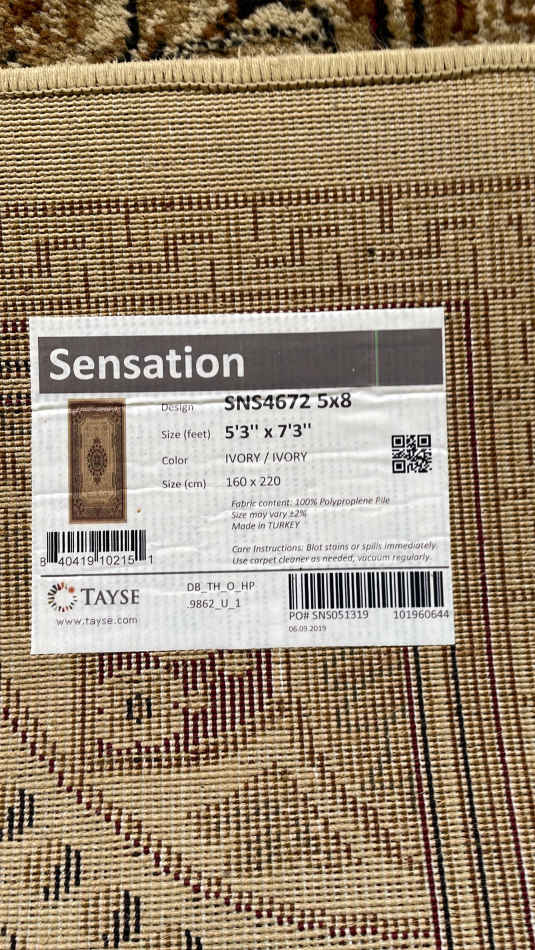 Sensation
Design SNS4672 5x8
Size (feet) 5'3" x 7'3"
Color IVORY / IVORY
Size (cm) 160 x 220
Fabric content: 100% Polyproplene Pile
Size may vary ±2%
Made in TURKEY
Care Instructions: Blot stains or spills immediately.
Use carpet cleaner as needed, vacuum regularly.
8 40419 10215 1
TAYSE
www.tayse.com
DB_TH_O_HP
.9862_U_1
PO# SNS051319 101960644
06.09.2019